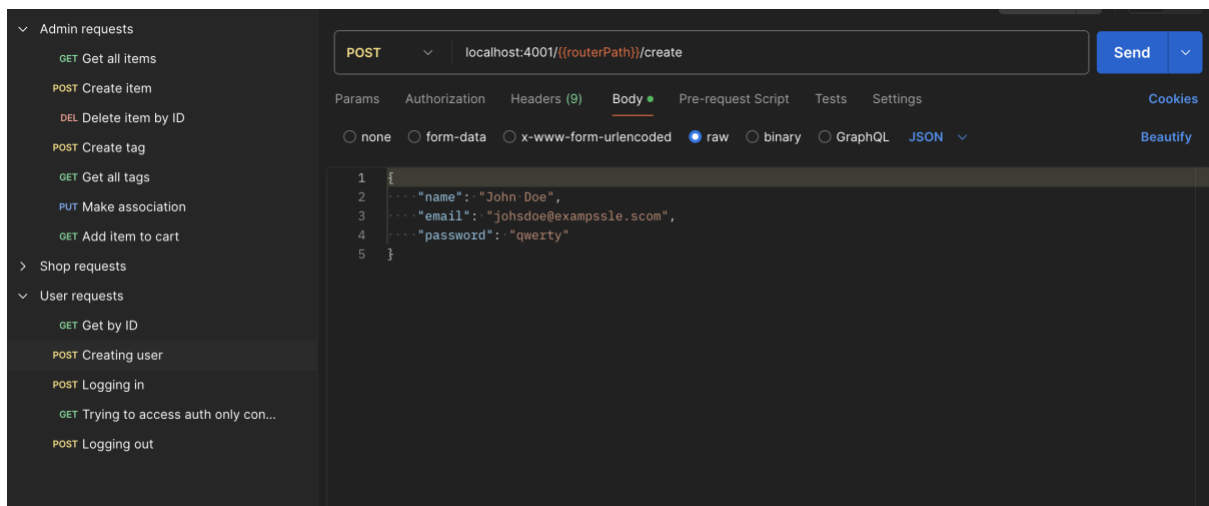 Admin requests
GET Get all items
POST Create item
DEL Delete item by ID
POST Create tag
GET Get all tags
PUT Make association
GET Add item to cart
Shop requests
User requests
GET Get by ID
POST Creating user
POST Logging in
GET Trying to access auth only con...
POST Logging out
POST localhost:4001/{{routerPath}}/create Send
Params Authorization Headers (9) Body Pre-request Script Tests Settings Cookies
none form-data x-www-form-urlencoded raw binary GraphQL JSON Beautify
1 {
2 "name": "John Doe",
3 "email": "johsdoe@exampssle.scom",
4 "password": "qwerty"
5 }